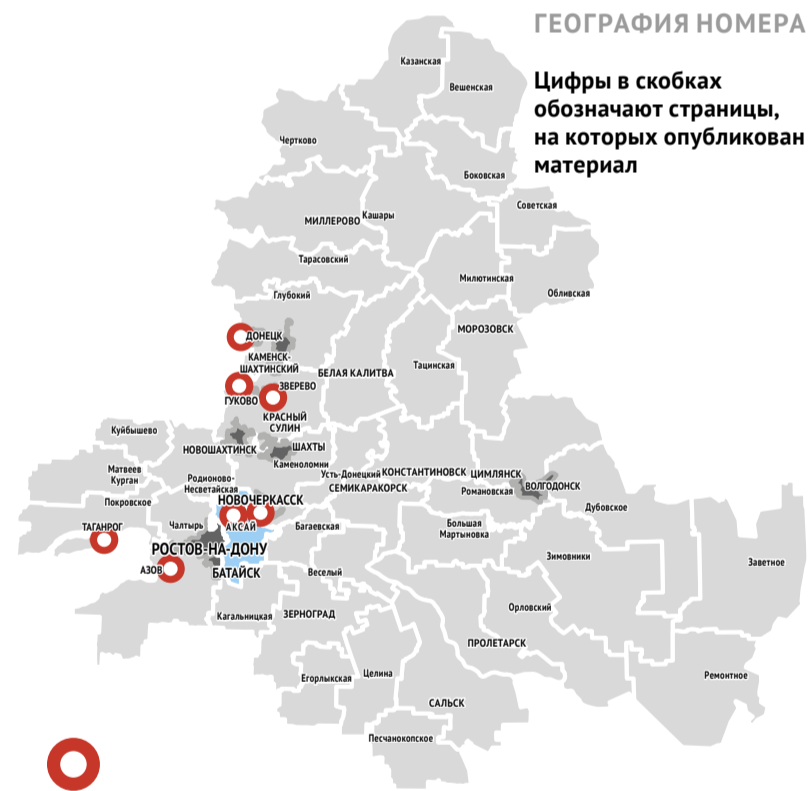 ГЕОГРАФИЯ НОМЕРА
Цифры в скобках
обозначают страницы,
на которых опубликован
материал
Казанская
Вешенская
Чертково
Боковская
Советская
МИЛЛЕРОВО
Кашары
Тарасовский
Милютинская
Обливская
Глубокий
МОРОЗОВСК
ДОНЕЦК
КАМЕНСК-
ШАХТИНСКИЙ
БЕЛАЯ КАЛИТВА
Тацинская
ЗВЕРЕВО
ГУКОВО
КРАСНЫЙ
СУЛИН
Куйбышево
НОВОШАХТИНСК
ШАХТЫ
Каменоломни
Матвеев
Курган
Родионово-
Несветайская
Усть-Донецкий
КОНСТАНТИНОВСК
ЦИМЛЯНСК
СЕМИКАРАКОРСК
Романовская
ВОЛГОДОНСК
Покровское
НОВОЧЕРКАССК
Дубовское
ТАГАНРОГ
Чалтырь
АКСАЙ
Багаевская
Большая
Мартыновка
РОСТОВ-НА-ДОНУ
Зимовники
Заветное
АЗОВ
БАТАЙСК
Веселый
Кагальницкая
ЗЕРНОГРАД
Орловский
ПРОЛЕТАРСК
Егорлыкская
Целина
Ремонтное
САЛЬСК
Песчанокопское